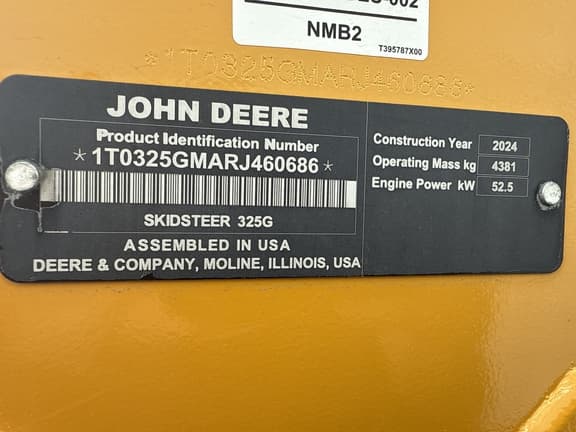 NMB2
T395787X00
*1T0325GMARJ460686*
JOHN DEERE
Product Identification Number
*1T0325GMARJ460686*
SKIDSTEER 325G
ASSEMBLED IN USA
DEERE & COMPANY, MOLINE, ILLINOIS, USA
Construction Year 2024
Operating Mass kg 4381
Engine Power kW 52.5